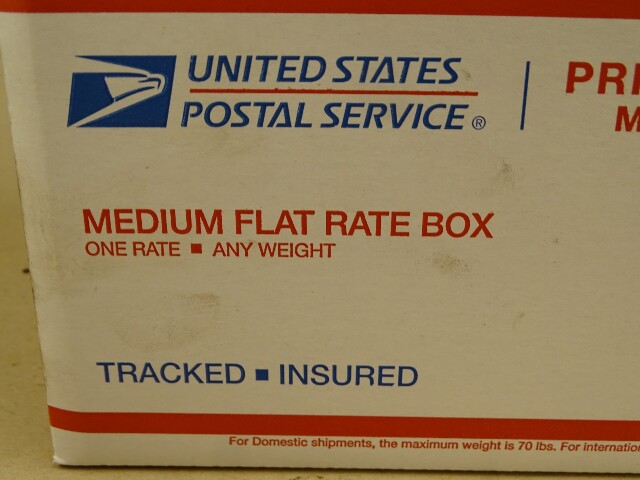 UNITED STATES
POSTAL SERVICE®
MEDIUM FLAT RATE BOX
ONE RATE ■ ANY WEIGHT
TRACKED ■ INSURED
For Domestic shipments, the maximum weight is 70 lbs. For